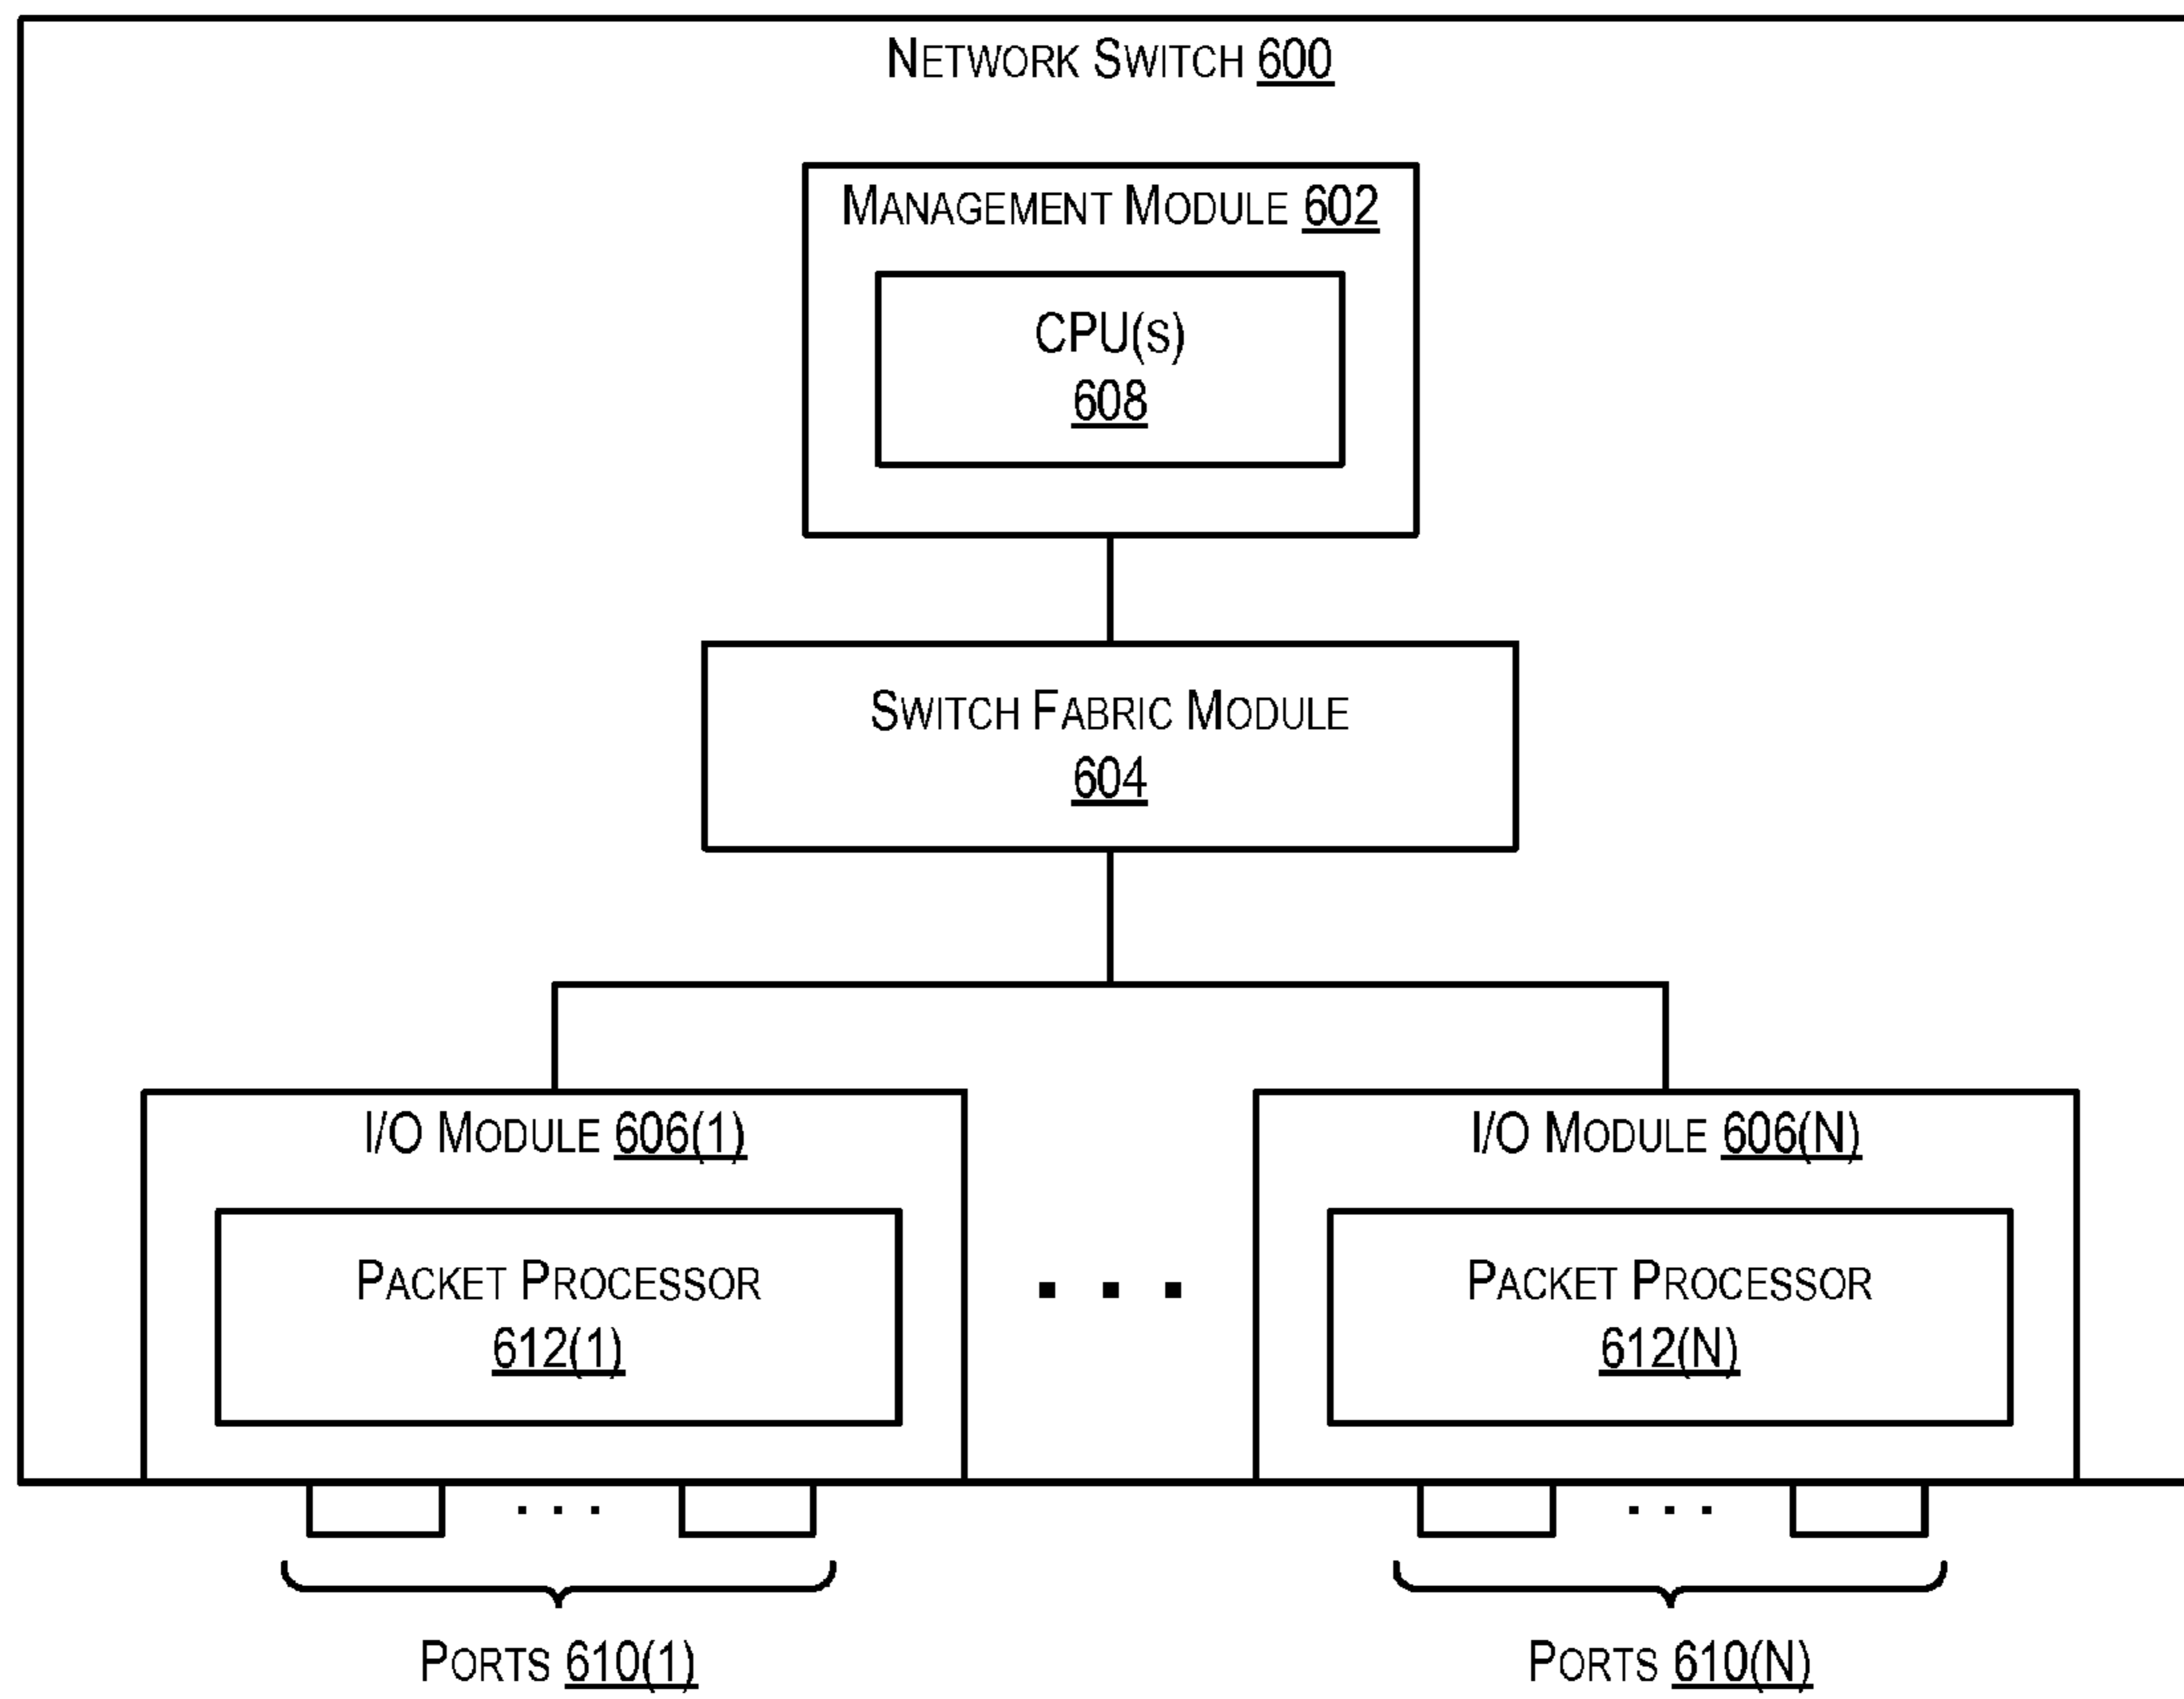 NETWORK SWITCH 600
MANAGEMENT MODULE 602
CPU(S)
608
SWITCH FABRIC MODULE
604
I/O MODULE 606(1)
I/O MODULE 606(N)
PACKET PROCESSOR
612(1)
. . .
PACKET PROCESSOR
612(N)
. . .
. . .
PORTS 610(1)
PORTS 610(N)